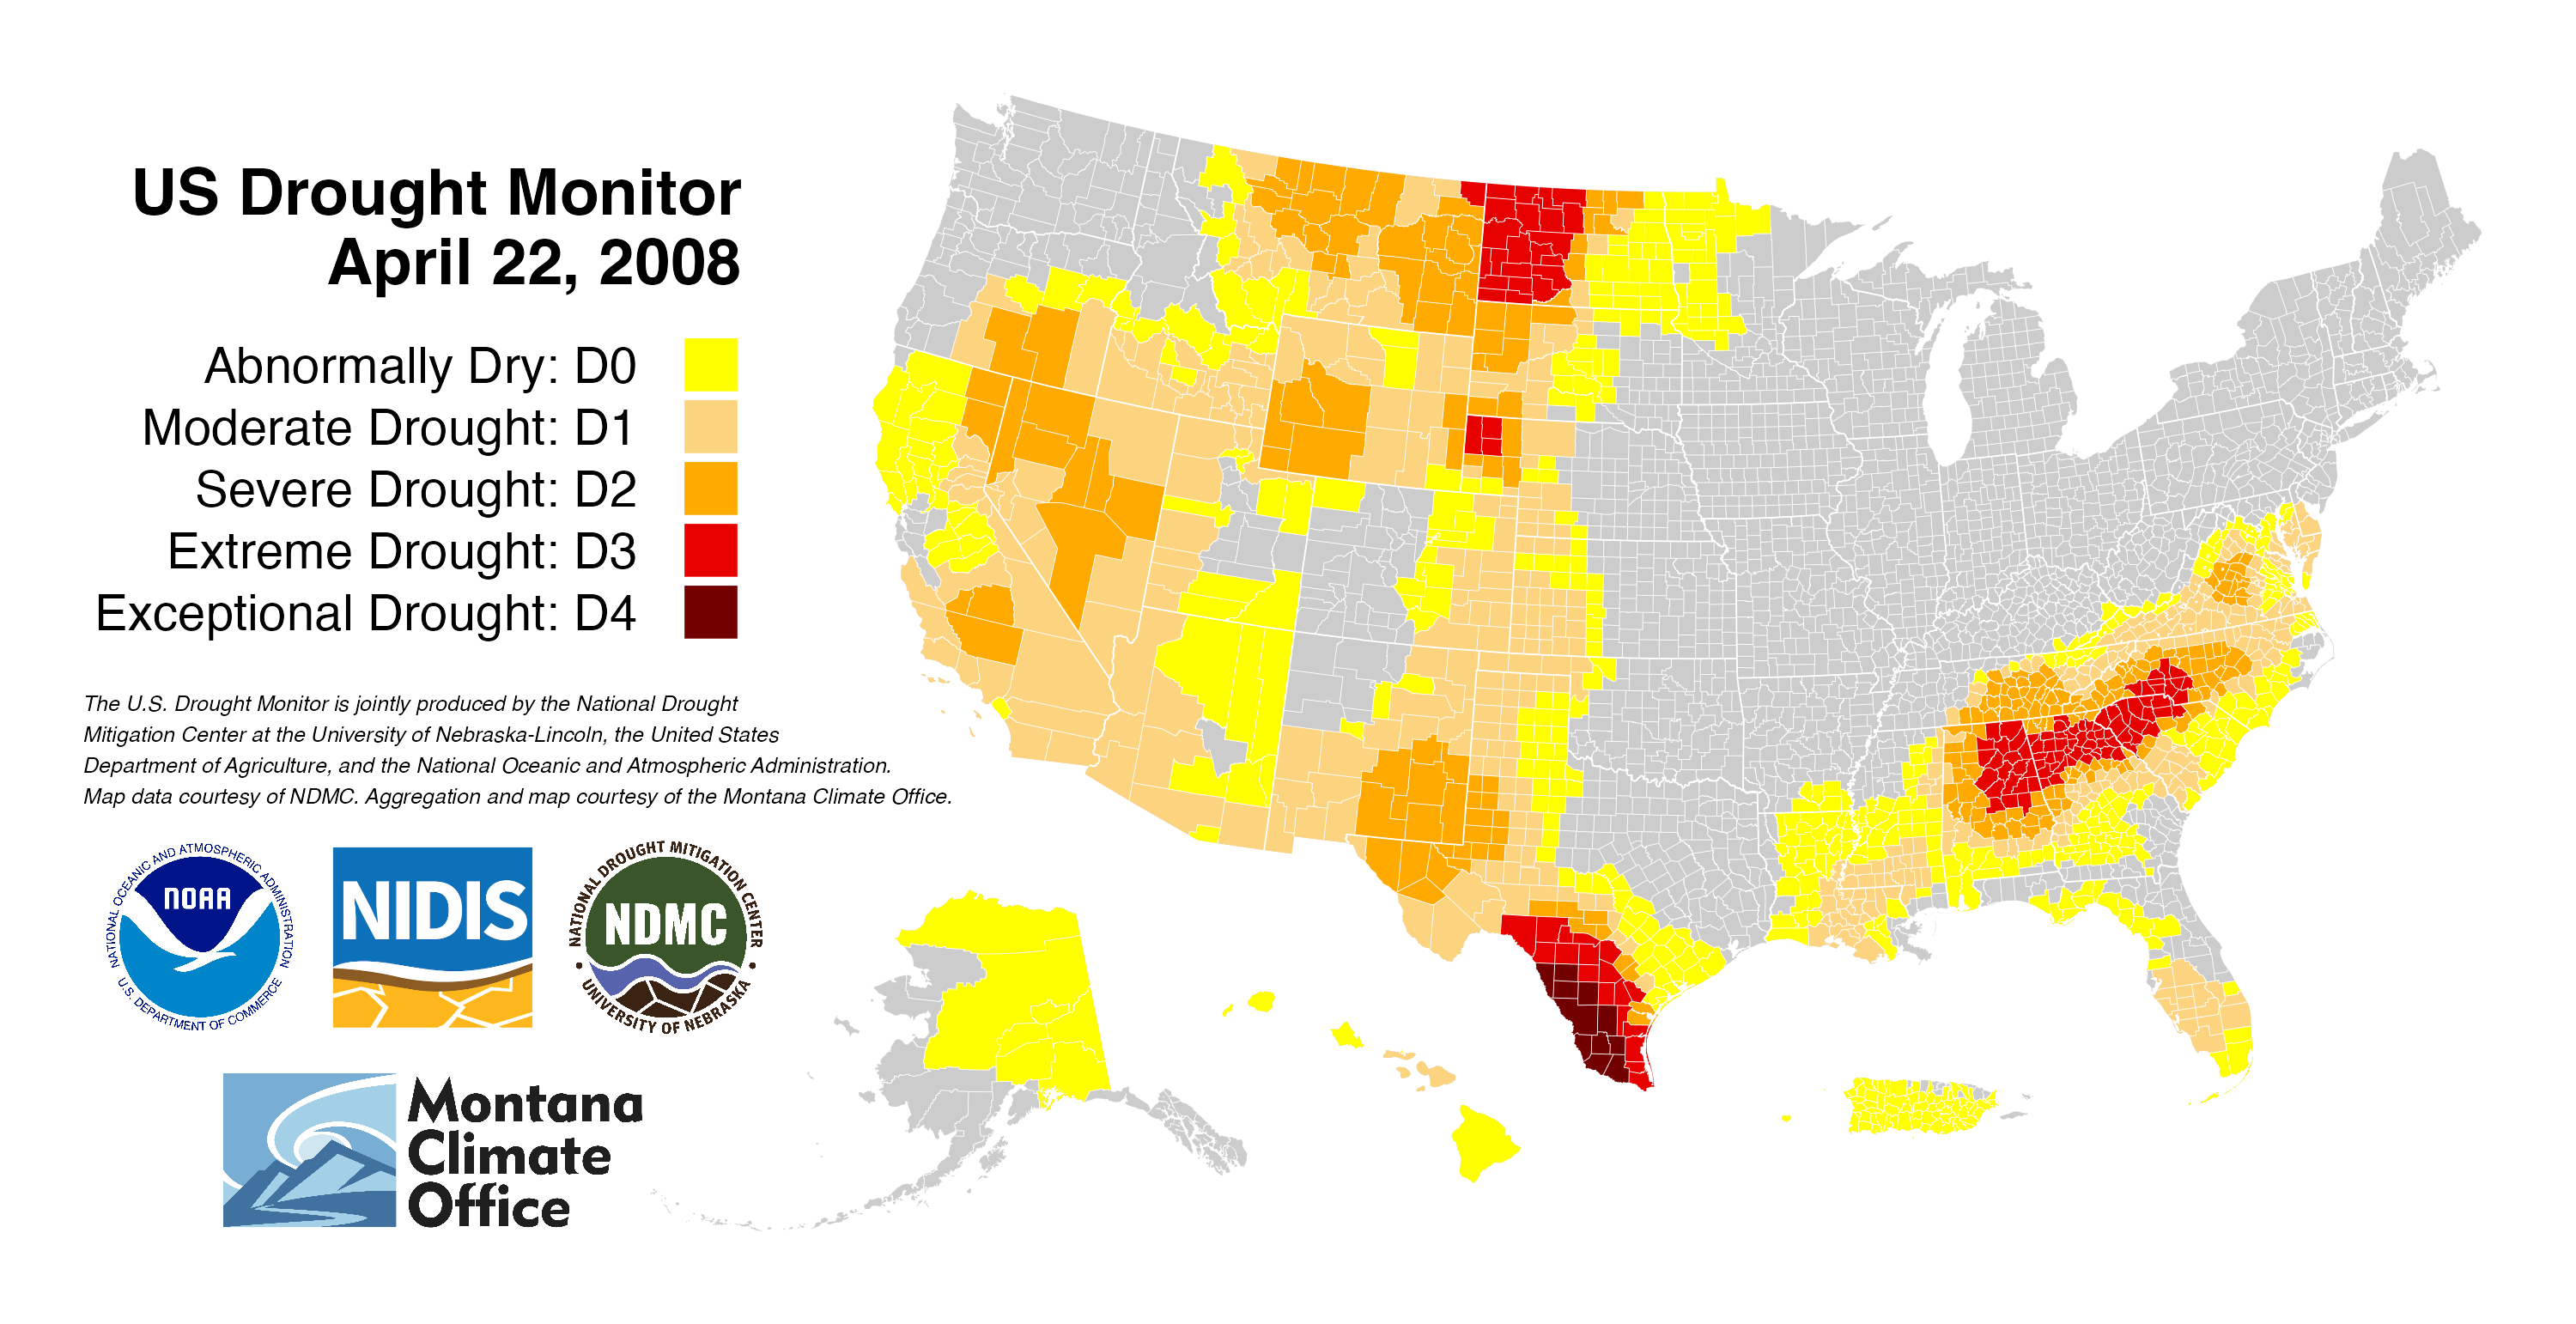 US Drought Monitor
April 22, 2008
Abnormally Dry: D0
Moderate Drought: D1
Severe Drought: D2
Extreme Drought: D3
Exceptional Drought: D4
The U.S. Drought Monitor is jointly produced by the National Drought
Mitigation Center at the University of Nebraska-Lincoln, the United States
Department of Agriculture, and the National Oceanic and Atmospheric Administration.
Map data courtesy of NDMC. Aggregation and map courtesy of the Montana Climate Office.
NATIONAL OCEANIC AND ATMOSPHERIC ADMINISTRATION
NOAA
U.S. DEPARTMENT OF COMMERCE
NIDIS
NATIONAL DROUGHT MITIGATION CENTER
NDMC
UNIVERSITY OF NEBRASKA
Montana
Climate
Office